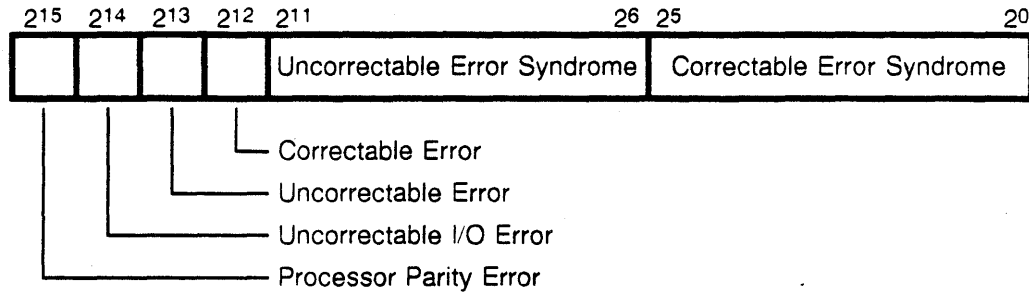 2¹⁵ 2¹⁴ 2¹³ 2¹² 2¹¹ 2⁶ 2⁵ 2⁰
Uncorrectable Error Syndrome Correctable Error Syndrome
Correctable Error
Uncorrectable Error
Uncorrectable I/O Error
Processor Parity Error